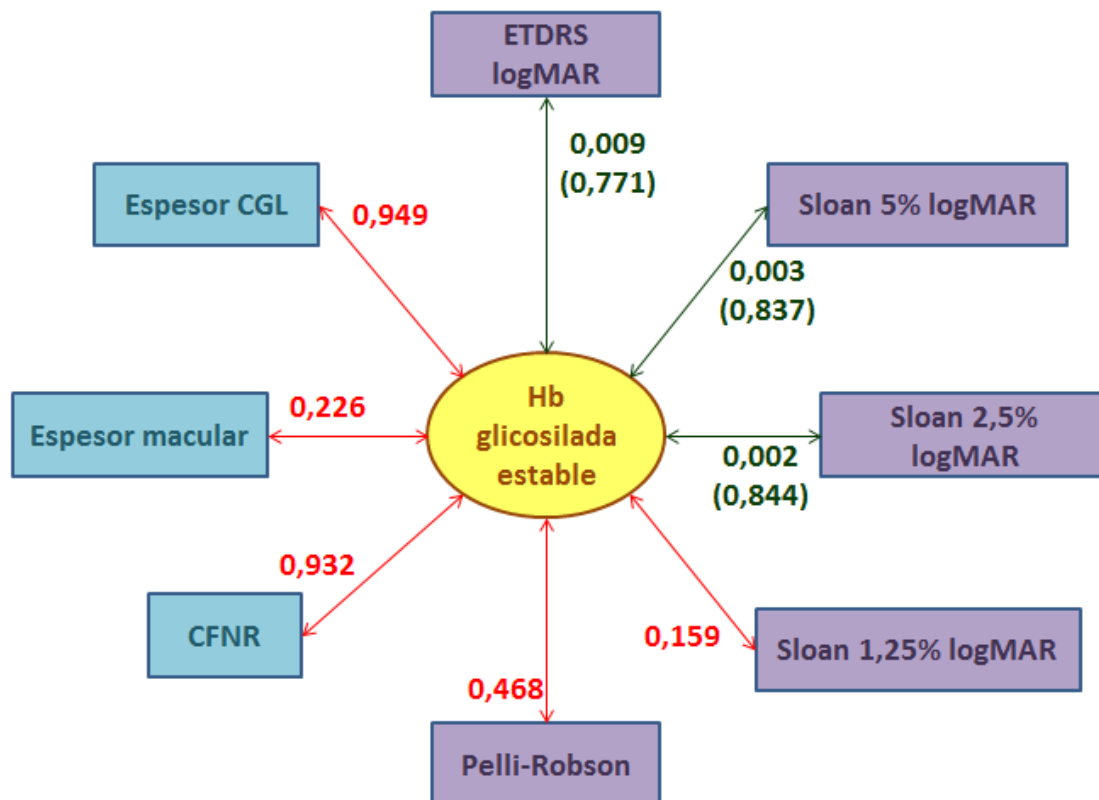 ETDRS
logMAR
0,009
(0,771)
Espesor CGL
0,949
Sloan 5% logMAR
0,003
(0,837)
Espesor macular
0,226
Hb
glicosilada
estable
Sloan 2,5%
logMAR
0,002
(0,844)
CFNR
0,932
0,468
Pelli-Robson
0,159
Sloan 1,25% logMAR